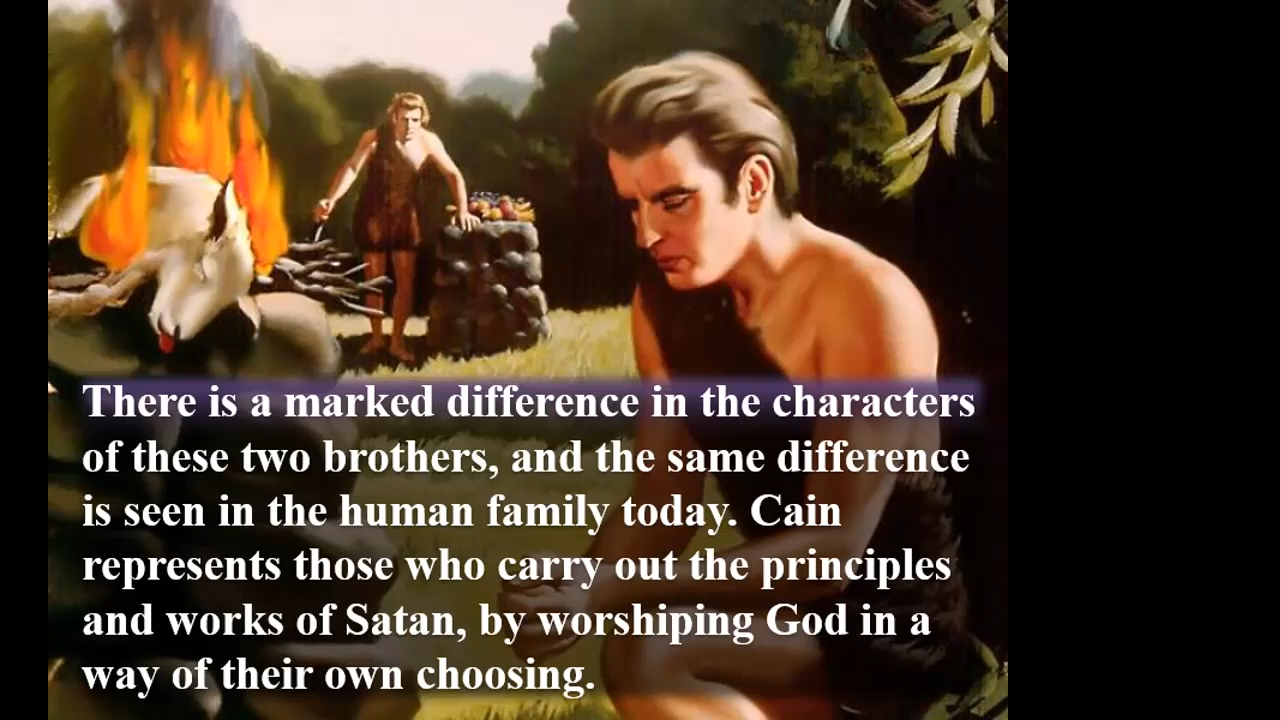 There is a marked difference in the characters
of these two brothers, and the same difference
is seen in the human family today. Cain
represents those who carry out the principles
and works of Satan, by worshiping God in a
way of their own choosing.